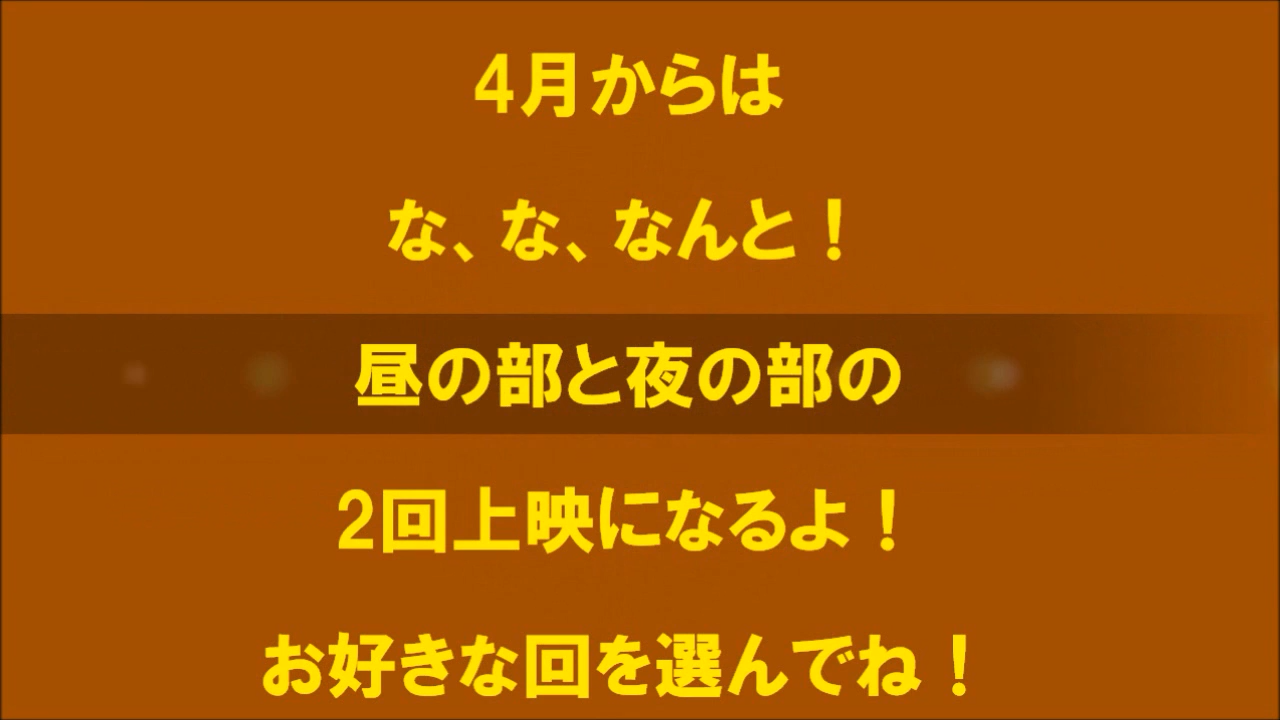 4月からは
な、な、なんと！
昼の部と夜の部の
2回上映になるよ！
お好きな回を選んでね！